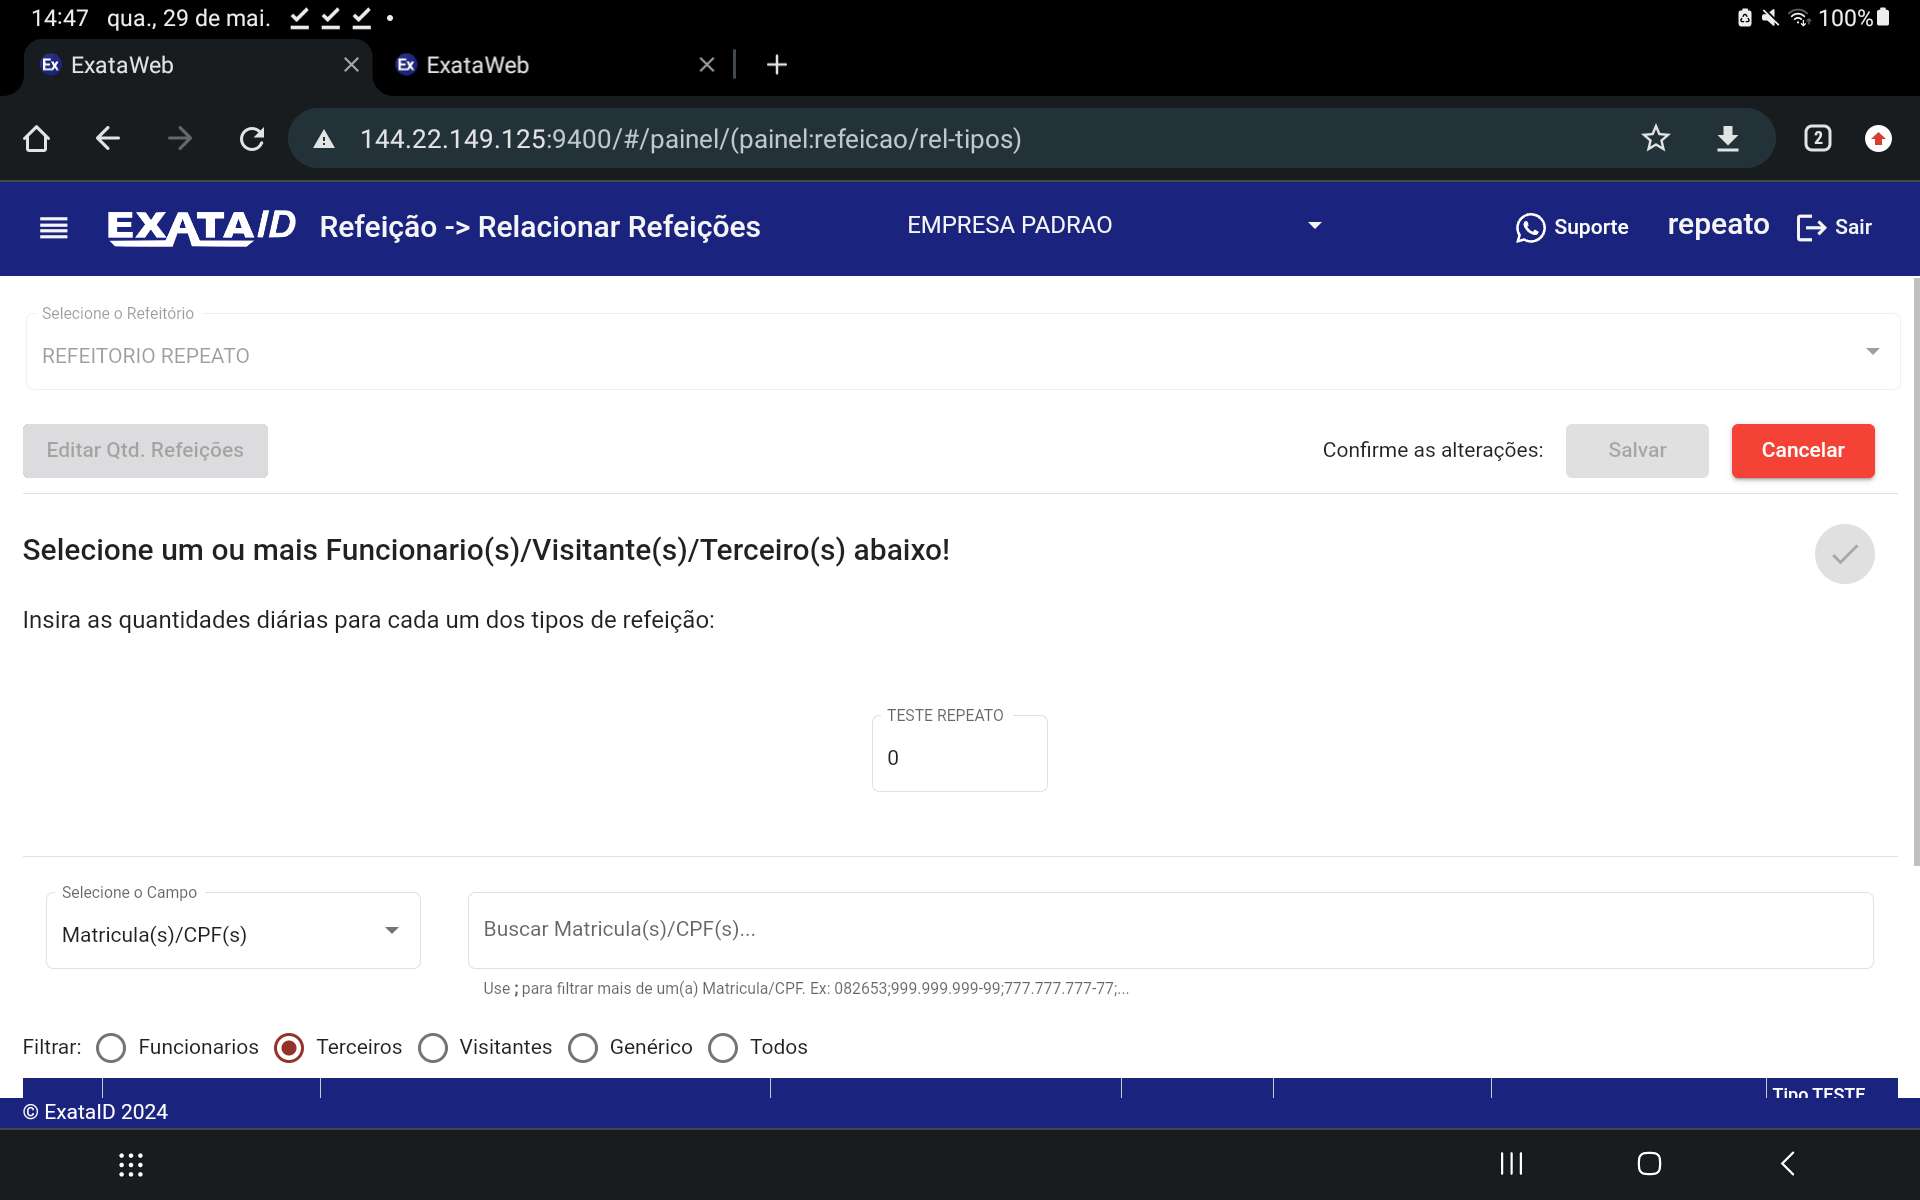 14:47 qua., 29 de mai.
100%
Ex ExataWeb
Ex ExataWeb
144.22.149.125:9400/#/painel/(painel:refeicao/rel-tipos)
2
EXATAID Refeição -> Relacionar Refeições
EMPRESA PADRAO
Suporte
repeato
Sair
Selecione o Refeitório
REFEITORIO REPEATO
Editar Qtd. Refeições
Confirme as alterações:
Salvar
Cancelar
Selecione um ou mais Funcionario(s)/Visitante(s)/Terceiro(s) abaixo!
Insira as quantidades diárias para cada um dos tipos de refeição:
TESTE REPEATO
0
Selecione o Campo
Matricula(s)/CPF(s)
Buscar Matricula(s)/CPF(s)...
Use ; para filtrar mais de um(a) Matricula/CPF. Ex: 082653;999.999.999-99;777.777.777-77;...
Filtrar: Funcionarios Terceiros Visitantes Genérico Todos
Tipo TESTE
© ExataID 2024